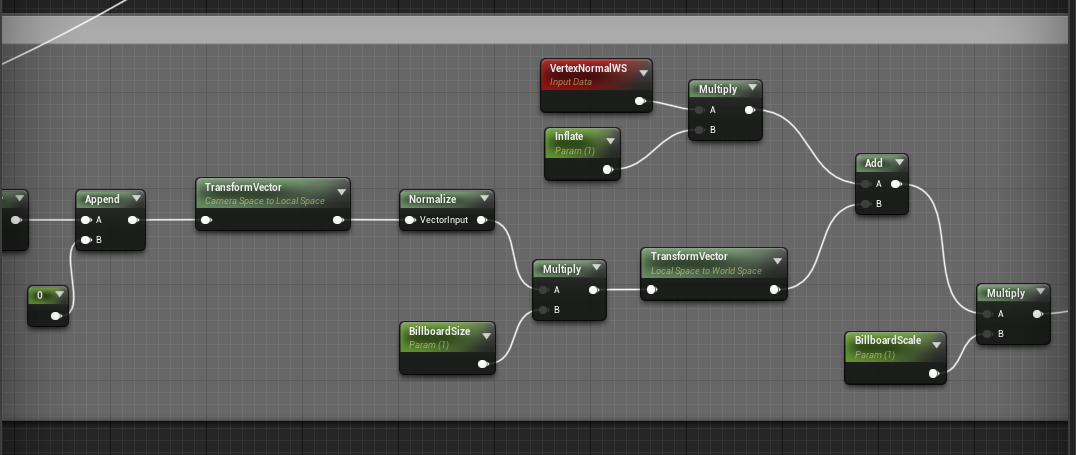 VertexNormalWS
Input Data
Multiply
A
B
Inflate
Param (1)
Add
A
B
Append
A
B
TransformVector
Camera Space to Local Space
Normalize
VectorInput
0
Multiply
A
B
TransformVector
Local Space to World Space
BillboardSize
Param (1)
Multiply
A
B
BillboardScale
Param (1)